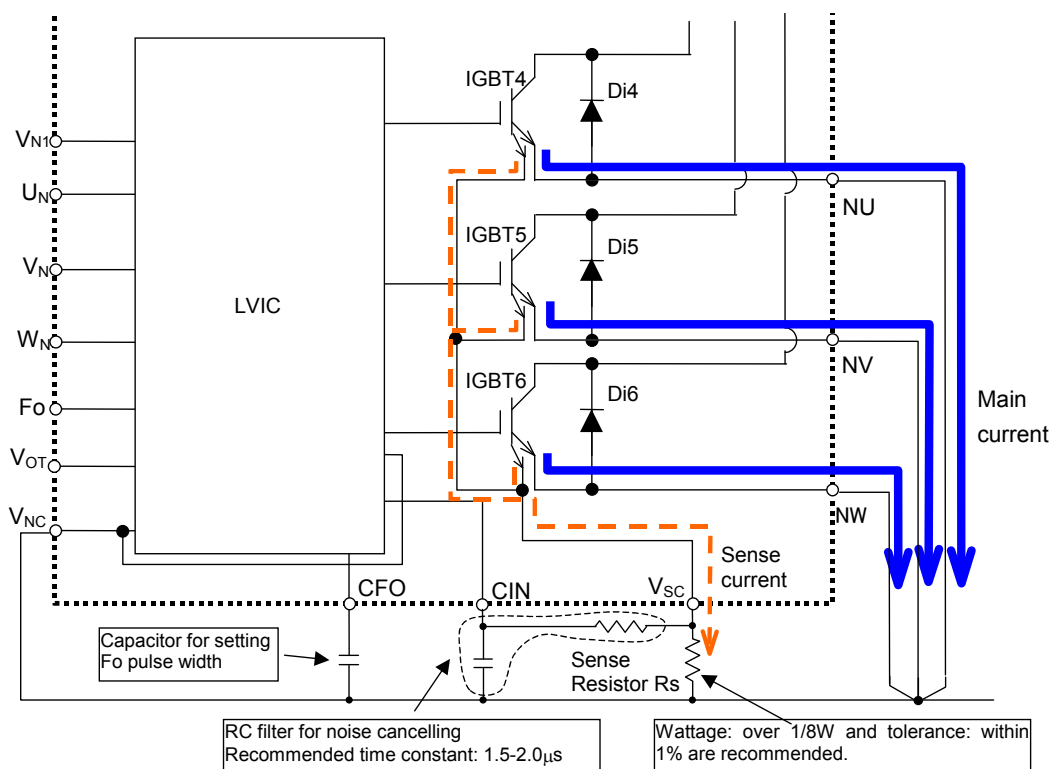 IGBT4
Di4
VN1
UN
NU
IGBT5
Di5
VN
LVIC
WN
NV
IGBT6
Di6
Fo
Main
current
VOT
VNC
NW
Sense
current
CFO
CIN
VSC
Capacitor for setting
Fo pulse width
Sense
Resistor Rs
RC filter for noise cancelling
Recommended time constant: 1.5-2.0μs
Wattage: over 1/8W and tolerance: within
1% are recommended.